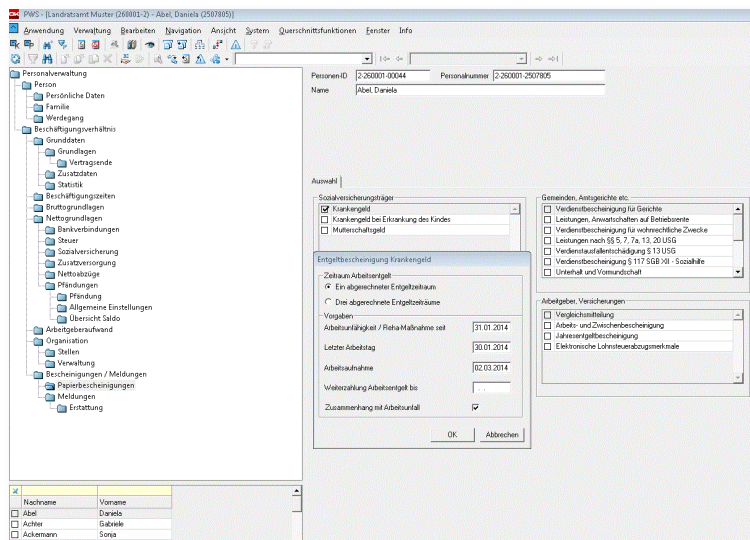 PWS - [Landratsamt Muster (260001-2) - Abel, Daniela (2507805)]
Anwendung Verwaltung Bearbeiten Navigation Ansicht System Querschnittsfunktionen Fenster Info
Personalverwaltung
Person
Persönliche Daten
Familie
Werdegang
Beschäftigungsverhältnis
Grunddaten
Grundlagen
Vertragsende
Zusatzdaten
Statistik
Beschäftigungszeiten
Bruttogrundlagen
Nettogrundlagen
Bankverbindungen
Steuer
Sozialversicherung
Zusatzversorgung
Nettoabzüge
Pfändungen
Pfändung
Allgemeine Einstellungen
Übersicht Saldo
Arbeitgeberaufwand
Organisation
Stellen
Verwaltung
Bescheinigungen / Meldungen
Papierbescheinigungen
Meldungen
Erstattung
Nachname Vorname
Abel Daniela
Achter Gabriele
Ackermann Sonja
Personen-ID 2-260001-00044 Personalnummer 2-260001-2507805
Name Abel, Daniela
Auswahl
Sozialversicherungsträger
Krankengeld
Krankengeld bei Erkrankung des Kindes
Mutterschaftsgeld
Entgeltbescheinigung Krankengeld
Zeitraum Arbeitsentgelt
Ein abgerechneter Entgeltzeitraum
Drei abgerechnete Entgeltzeiträume
Vorgaben
Arbeitsunfähigkeit / Reha-Maßnahme seit 31.01.2014
Letzter Arbeitstag 30.01.2014
Arbeitsaufnahme 02.03.2014
Weiterzahlung Arbeitsentgelt bis . .
Zusammenhang mit Arbeitsunfall
OK Abbrechen
Gemeinden, Amtsgerichte etc.
Verdienstbescheinigung für Gerichte
Leistungen, Anwartschaften auf Betriebsrente
Verdienstbescheinigung für wohnrechtliche Zwecke
Leistungen nach §§ 5, 7, 7a, 13, 20 USG
Verdienstausfallentschädigung § 13 USG
Verdienstbescheinigung § 117 SGB XII - Sozialhilfe
Unterhalt und Vormundschaft
Arbeitgeber, Versicherungen
Vergleichsmitteilung
Arbeits- und Zwischenbescheinigung
Jahresentgeltbescheinigung
Elektronische Lohnsteuerabzugsmerkmale